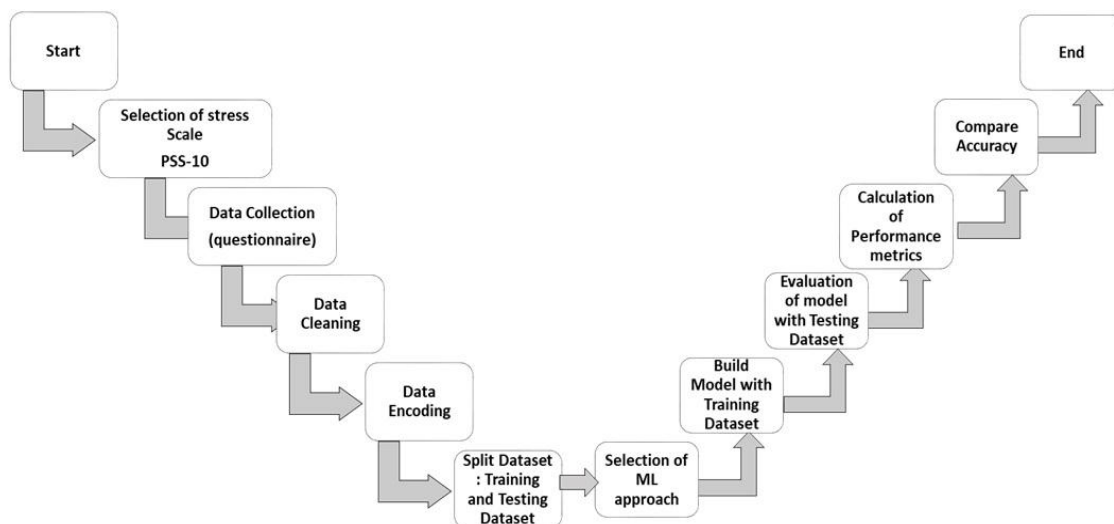 Start
Selection of stress
Scale
PSS-10
Data Collection
(questionnaire)
Data
Cleaning
Data
Encoding
Split Dataset
: Training
and Testing
Dataset
Selection of
ML
approach
Build
Model with
Training
Dataset
Evaluation
of model
with Testing
Dataset
Calculation
of
Performance
metrics
Compare
Accuracy
End